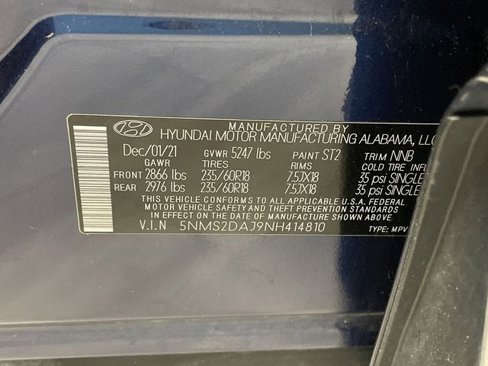 MANUFACTURED BY
HYUNDAI MOTOR MANUFACTURING ALABAMA, LLC
Dec/01/21 GVWR 5247 lbs PAINT ST2 TRIM NNB
GAWR TIRES RIMS COLD TIRE INFL
FRONT 2866 lbs 235/60R18 7.5JX18 35 psi SINGLE
REAR 2976 lbs 235/60R18 7.5JX18 35 psi SINGLE
THIS VEHICLE CONFORMS TO ALL APPLICABLE U.S.A. FEDERAL
MOTOR VEHICLE SAFETY AND THEFT PREVENTION STANDARDS
IN EFFECT ON THE DATE OF MANUFACTURE SHOWN ABOVE.
V.I.N 5NMS2DAJ9NH414810 TYPE: MPV